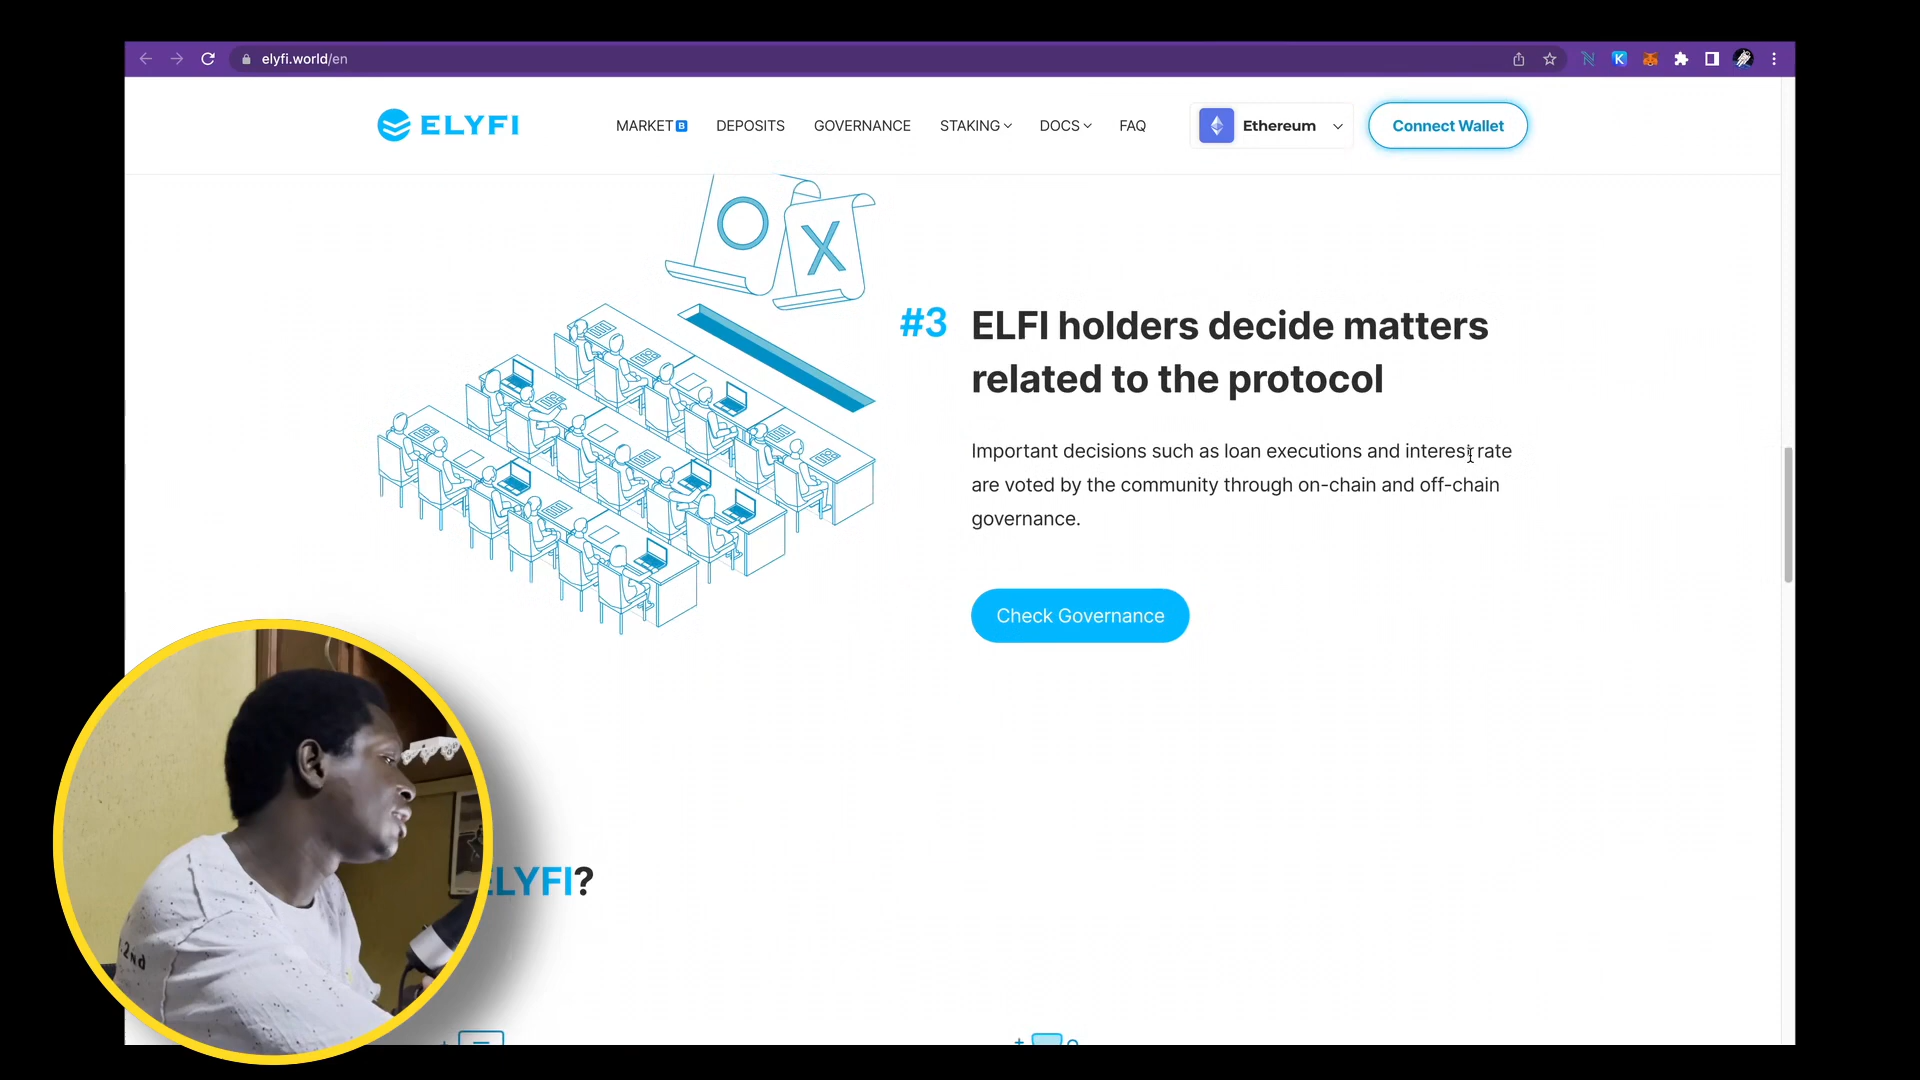 elyfi.world/en
ELYFI
MARKET B DEPOSITS GOVERNANCE STAKING DOCS FAQ Ethereum Connect Wallet
O X
#3 ELFI holders decide matters
related to the protocol
Important decisions such as loan executions and interest rate
are voted by the community through on-chain and off-chain
governance.
Check Governance
ELYFI?
.2nd